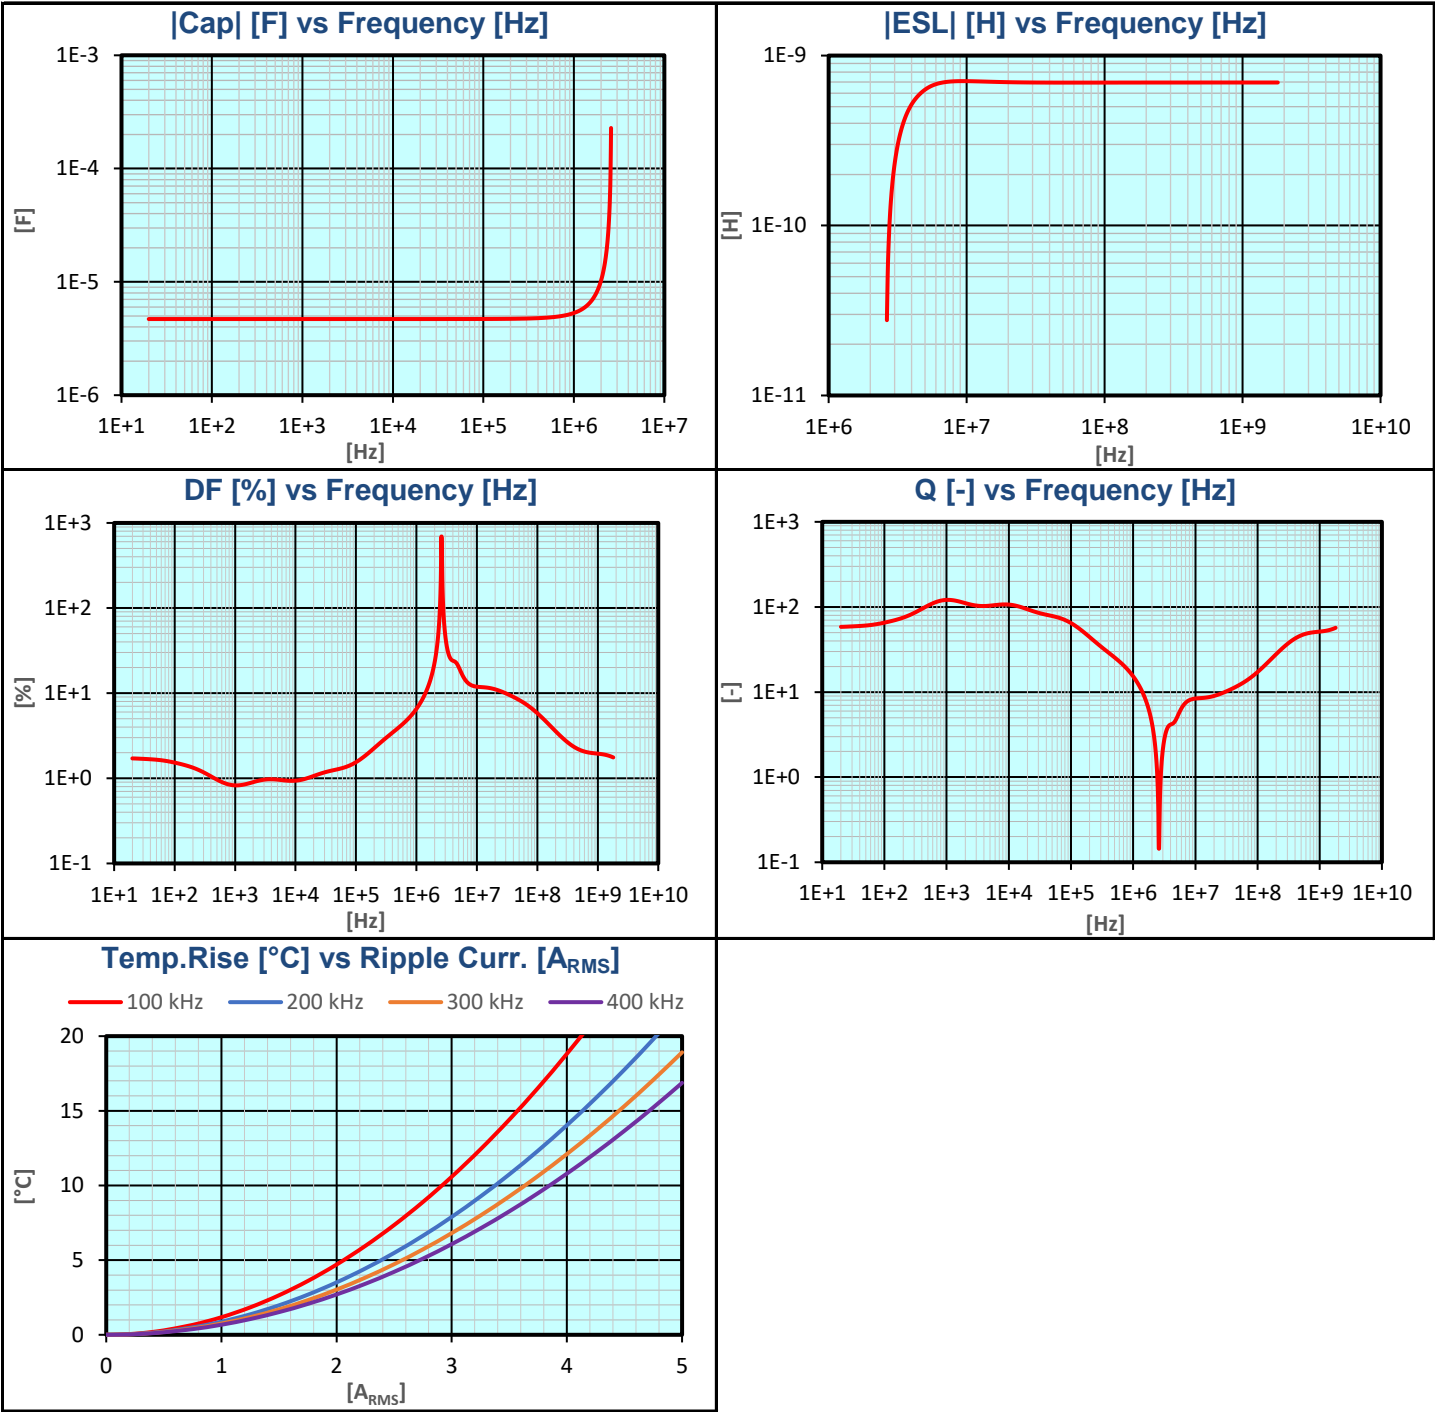 |Cap| [F] vs Frequency [Hz]
1E-3
1E-4
1E-5
1E-6
[F]
1E+1 1E+2 1E+3 1E+4 1E+5 1E+6 1E+7
[Hz]
|ESL| [H] vs Frequency [Hz]
1E-9
1E-10
1E-11
[H]
1E+6 1E+7 1E+8 1E+9 1E+10
[Hz]
DF [%] vs Frequency [Hz]
1E+3
1E+2
1E+1
1E+0
1E-1
[%]
1E+1 1E+2 1E+3 1E+4 1E+5 1E+6 1E+7 1E+8 1E+9 1E+10
[Hz]
Q [-] vs Frequency [Hz]
1E+3
1E+2
1E+1
1E+0
1E-1
[-]
1E+1 1E+2 1E+3 1E+4 1E+5 1E+6 1E+7 1E+8 1E+9 1E+10
[Hz]
Temp.Rise [°C] vs Ripple Curr. [ARMS]
100 kHz 200 kHz 300 kHz 400 kHz
20
15
10
5
0
[°C]
0 1 2 3 4 5
[ARMS]